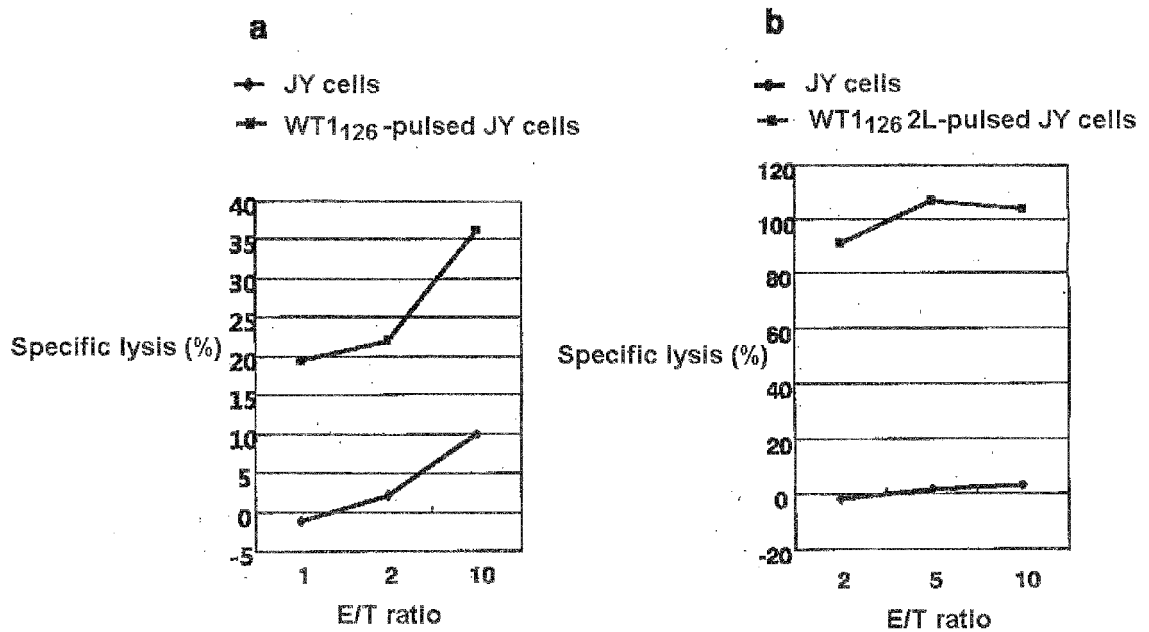 a
JY cells
WT1126 -pulsed JY cells
40
35
30
25
20
15
10
5
0
-5
Specific lysis (%)
1 2 10
E/T ratio
b
JY cells
WT1126 2L-pulsed JY cells
120
100
80
60
40
20
0
-20
Specific lysis (%)
2 5 10
E/T ratio